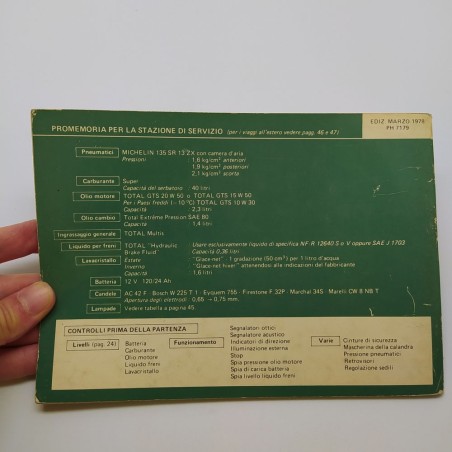 EDIZ. MARZO 1978
PH 7179
PROMEMORIA PER LA STAZIONE DI SERVIZIO (per i viaggi all'estero vedere pagg. 46 e 47)
Pneumatici MICHELIN 135 SR 13 ZX con camera d'aria
Pressioni : 1,6 kg/cm² anteriori
1,9 kg/cm² posteriori
2,1 kg/cm² scorta
Carburante Super
Capacità del serbatoio : 40 litri
Olio motore TOTAL GTS 20 W 50 o TOTAL GTS 15 W 50
Per i Paesi freddi (- 10 °C) TOTAL GTS 10 W 30
Capacità : 2,3 litri
Olio cambio Total Extrême Pression SAE 80
Capacità : 1,4 litri
Ingrassaggio generale TOTAL Multis
Liquido per freni TOTAL "Hydraulic Usare esclusivamente liquido di specifica NF-R 12640 S o V oppure SAE J 1703
Brake Fluid" Capacità 0,36 litri
Lavacristallo Estate : "Glace-net" : 1 gradazione (50 cm³) per 1 litro d'acqua
Inverno : "Glace-net hiver" attenendosi alle indicazioni del fabbricante
Capacità : 1,6 litri
Batteria 12 V 120/24 Ah
Candele AC 42 F - Bosch W 225 T 1 - Eyquem 755 - Firestone F 32P - Marchal 34S - Marelli CW 8 NB T
Apertura degli elettrodi : 0,65 → 0,75 mm.
Lampade Vedere tabella a pagina 45
CONTROLLI PRIMA DELLA PARTENZA
Livelli (pag. 24) Batteria
Carburante
Olio motore
Liquido freni
Lavacristallo
Funzionamento Segnalatori ottici
Segnalatore acustico
Indicatori di direzione
Illuminazione esterna
Stop
Spia pressione olio motore
Spia di carica batteria
Spia livello liquido freni
Varie Cinture di sicurezza
Mascherina della calandra
Pressione pneumatici
Retrovisori
Regolazione sedili